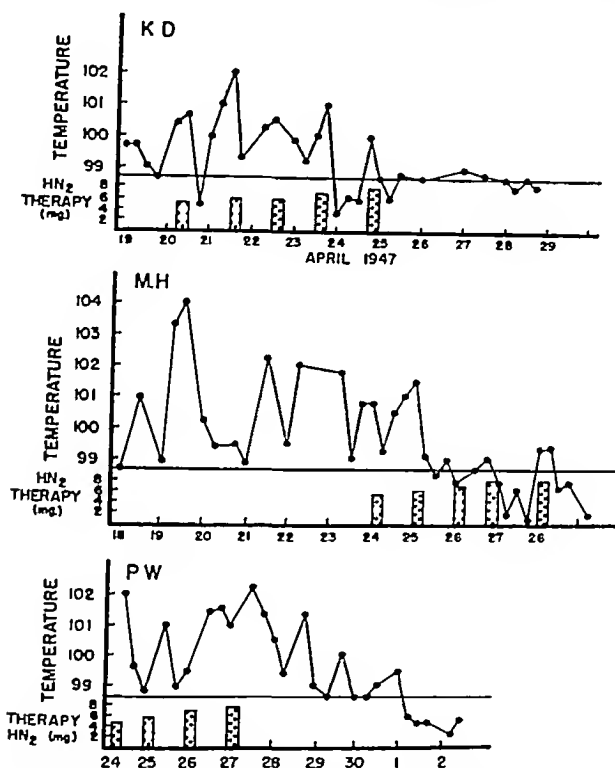 KD
102
101
100
99
TEMPERATURE
HN2
THERAPY
(mg.)
8
6
4
2
19 20 21 22 23 24 25 26 27 28 29
APRIL 1947
M.H
104
103
102
101
100
99
TEMPERATURE
HN2
THERAPY
(mg.)
8
6
4
2
18 19 20 21 22 23 24 25 26 27 26
PW
102
101
100
99
TEMPERATURE
THERAPY
HN2 (mg)
8
6
4
2
24 25 26 27 28 29 30 1 2